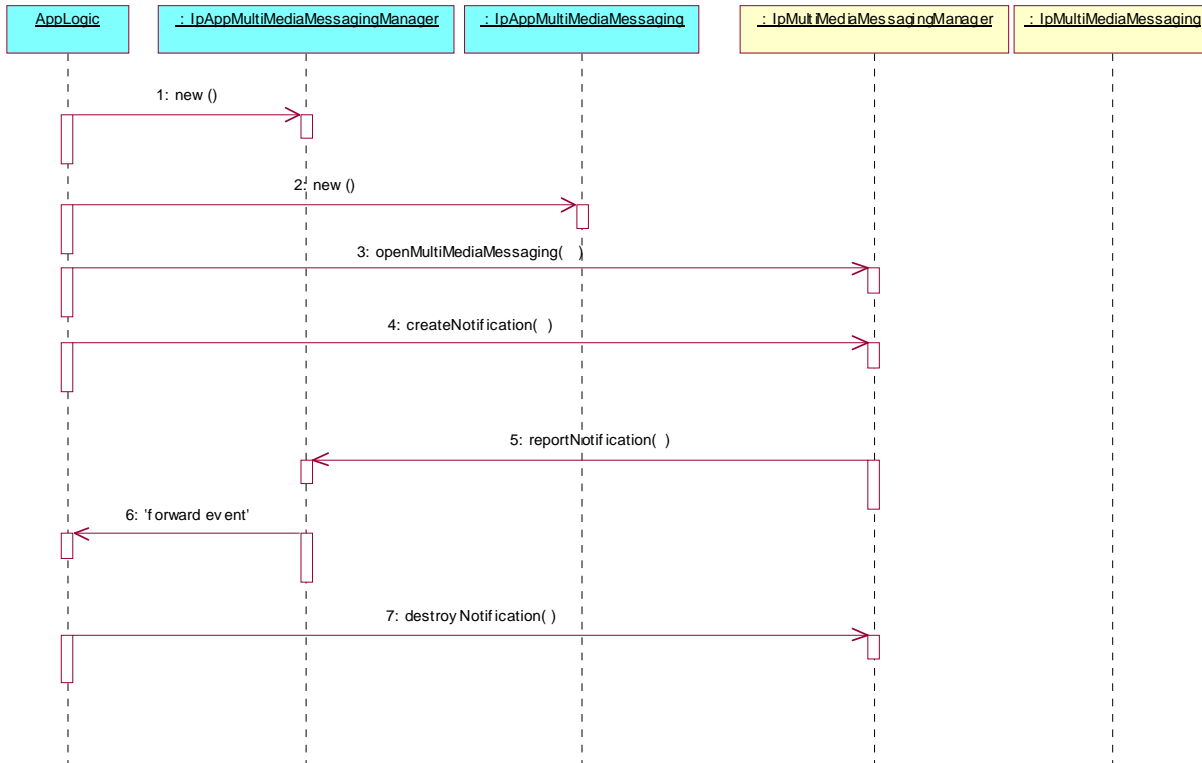 AppLogic
: IpAppMultiMediaMessagingManager
: IpAppMultiMediaMessaging
: IpMultiMediaMessagingManager
: IpMultiMediaMessaging
1: new ()
2: new ()
3: openMultiMediaMessaging( )
4: createNotification( )
5: reportNotification( )
6: 'forward event'
7: destroyNotification( )